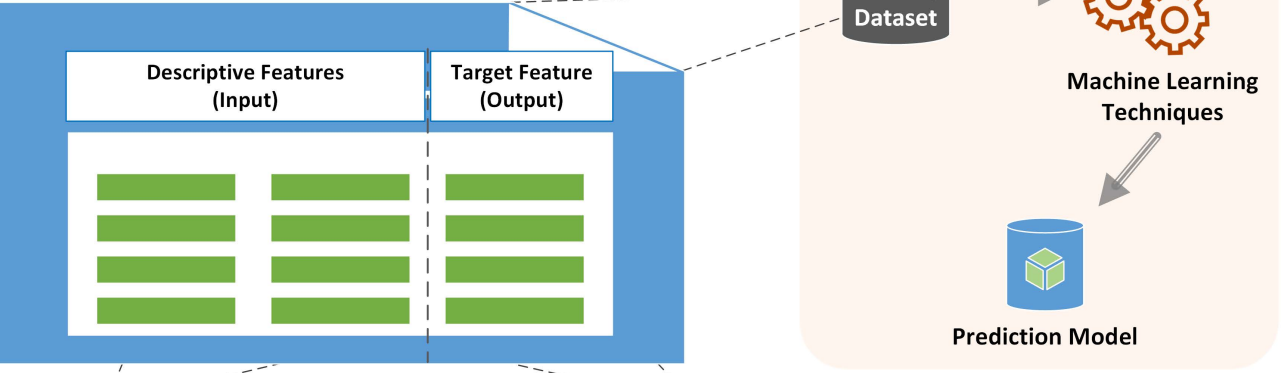 Descriptive Features
(Input)
Target Feature
(Output)
Dataset
Machine Learning
Techniques
Prediction Model